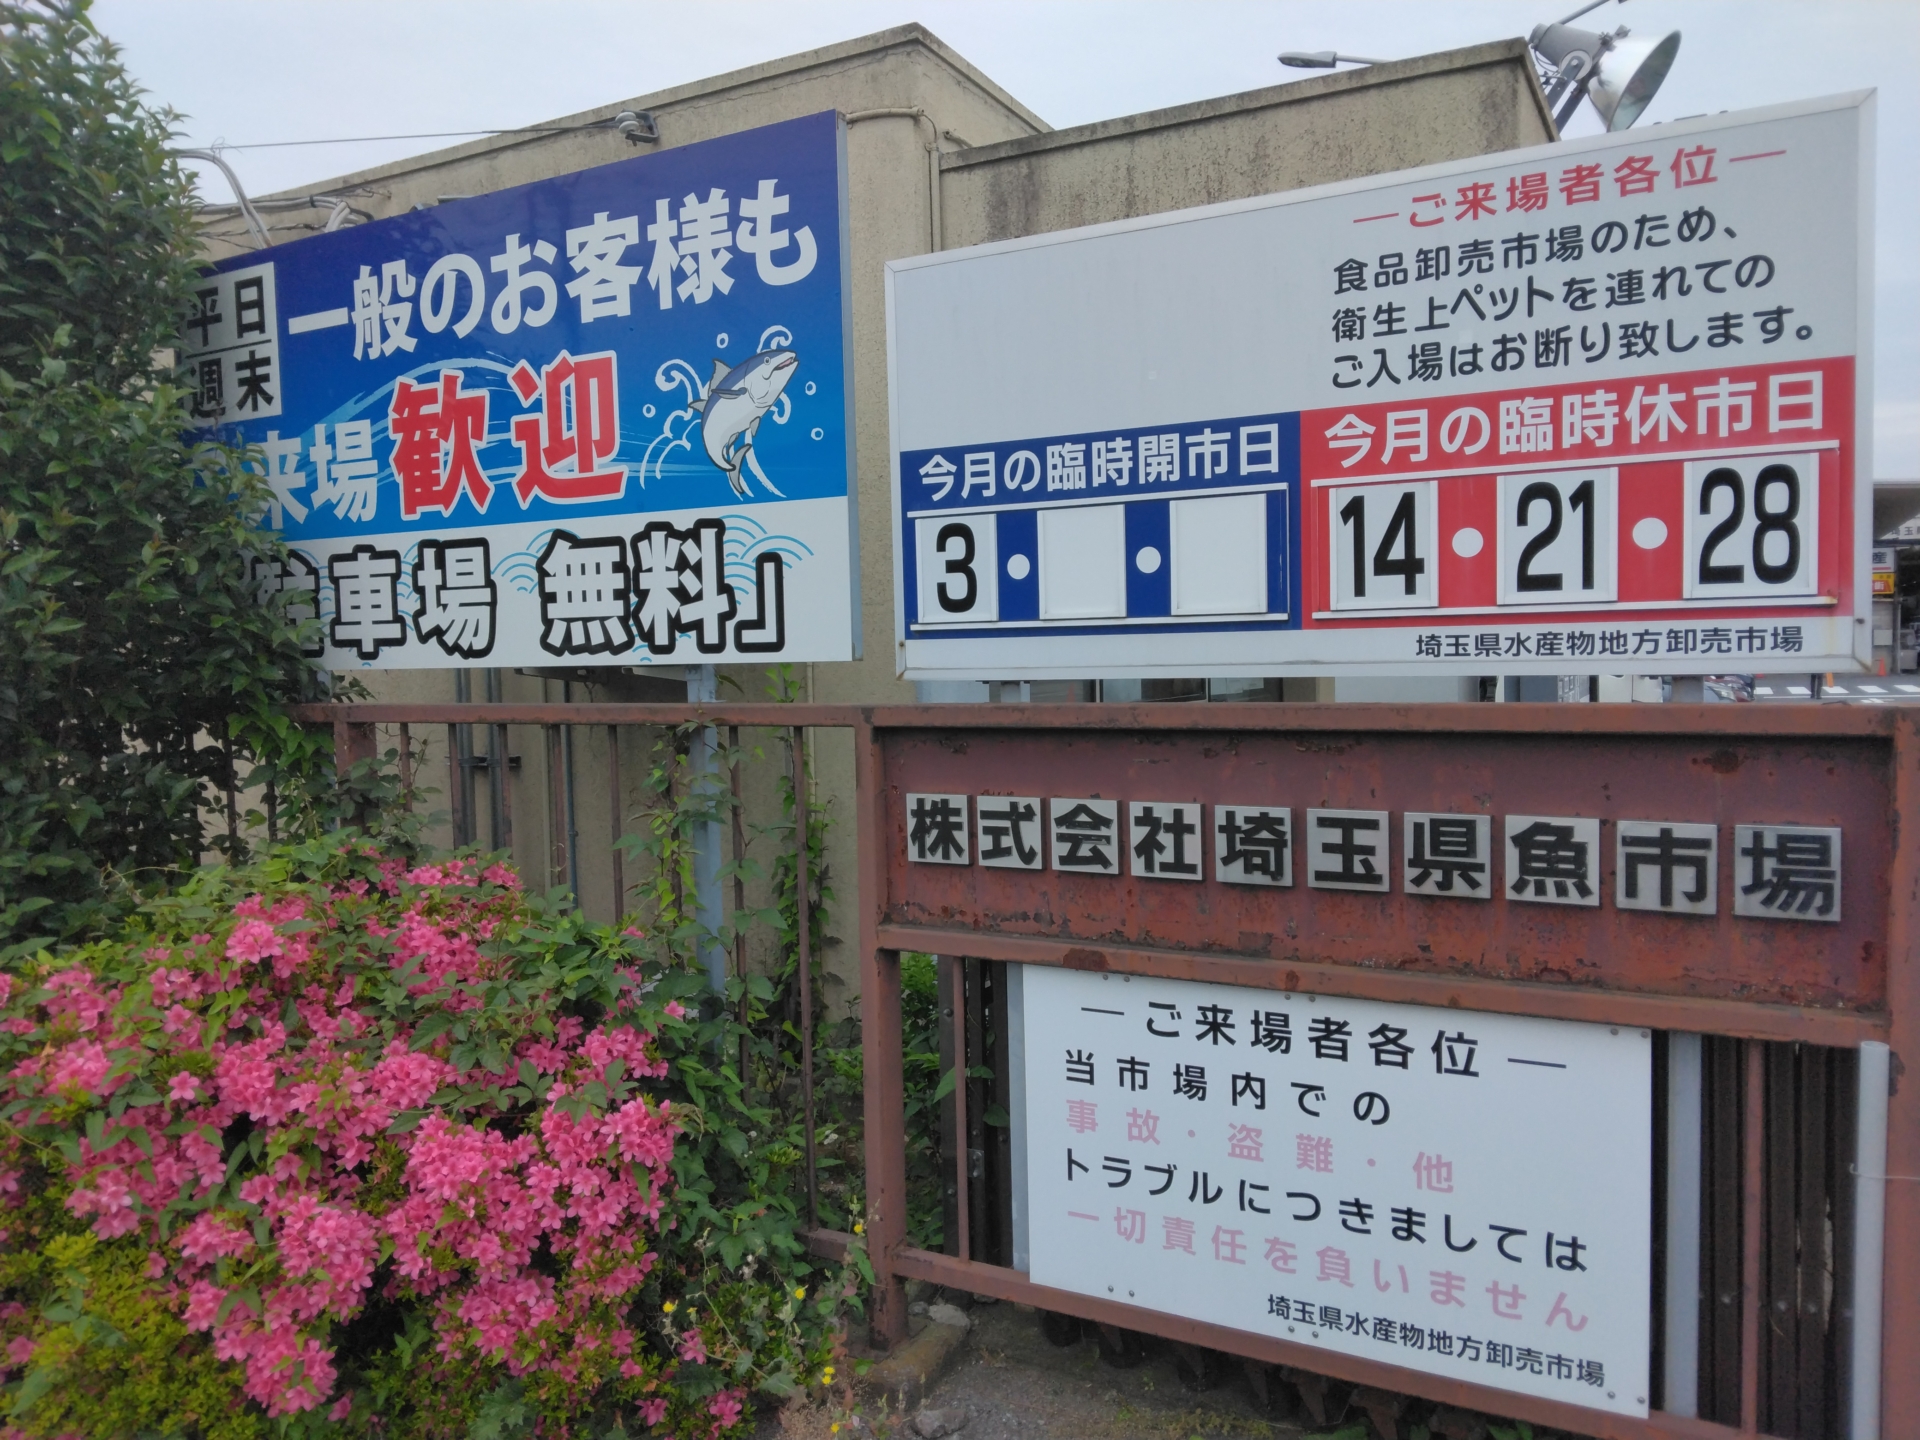 平日
週末
一般のお客様も
ご来場歓迎
「駐車場 無料」
―ご来場者各位―
食品卸売市場のため、
衛生上ペットを連れての
ご入場はお断り致します。
今月の臨時開市日
3・ ・
今月の臨時休市日
14・21・28
埼玉県水産物地方卸売市場
株式会社埼玉県魚市場
―ご来場者各位―
当市場内での
事故・盗難・他
トラブルにつきましては
一切責任を負いません
埼玉県水産物地方卸売市場